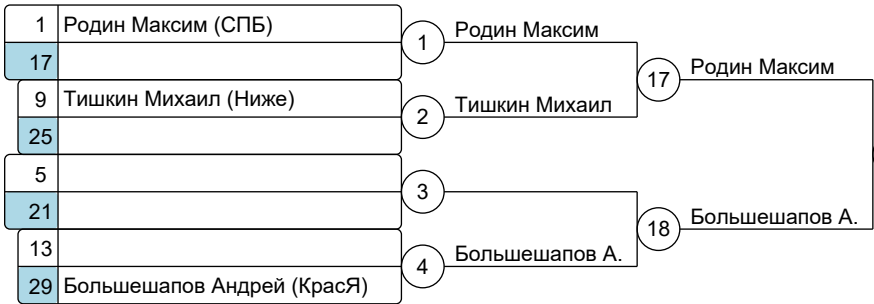 1 Родин Максим (СПБ)
17
9 Тишкин Михаил (Ниже)
25
5
21
13
29 Большешапов Андрей (КрасЯ)
1 Родин Максим
2 Тишкин Михаил
3
4 Большешапов А.
17 Родин Максим
18 Большешапов А.